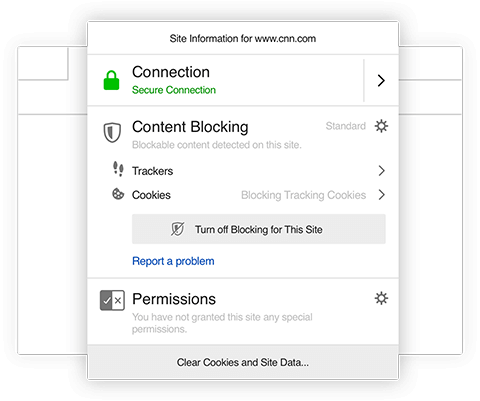 Site Information for www.cnn.com
Connection
Secure Connection
Content Blocking Standard
Blockable content detected on this site.
Trackers
Cookies Blocking Tracking Cookies
Turn off Blocking for This Site
Report a problem
Permissions
You have not granted this site any special
permissions.
Clear Cookies and Site Data...